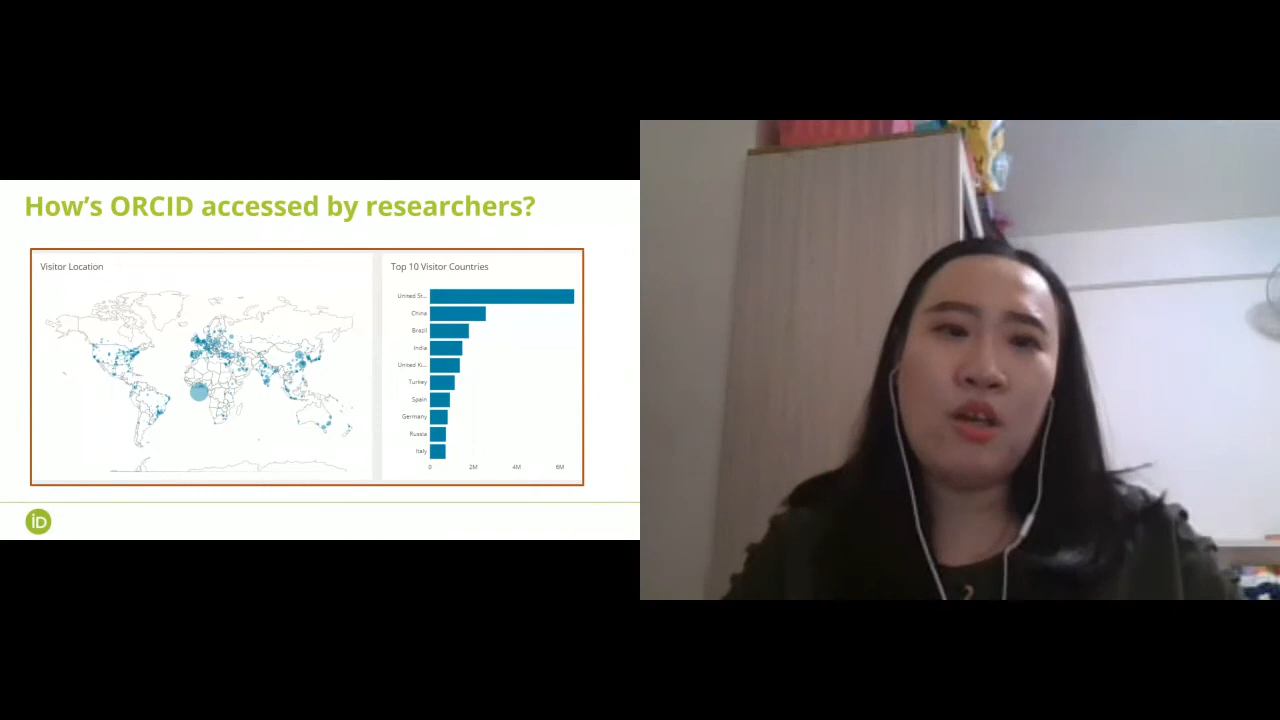 How's ORCID accessed by researchers?
Visitor Location
Top 10 Visitor Countries
United St...
China
Brazil
India
United Ki...
Turkey
Spain
Germany
Russia
Italy
0 2M 4M 6M
iD